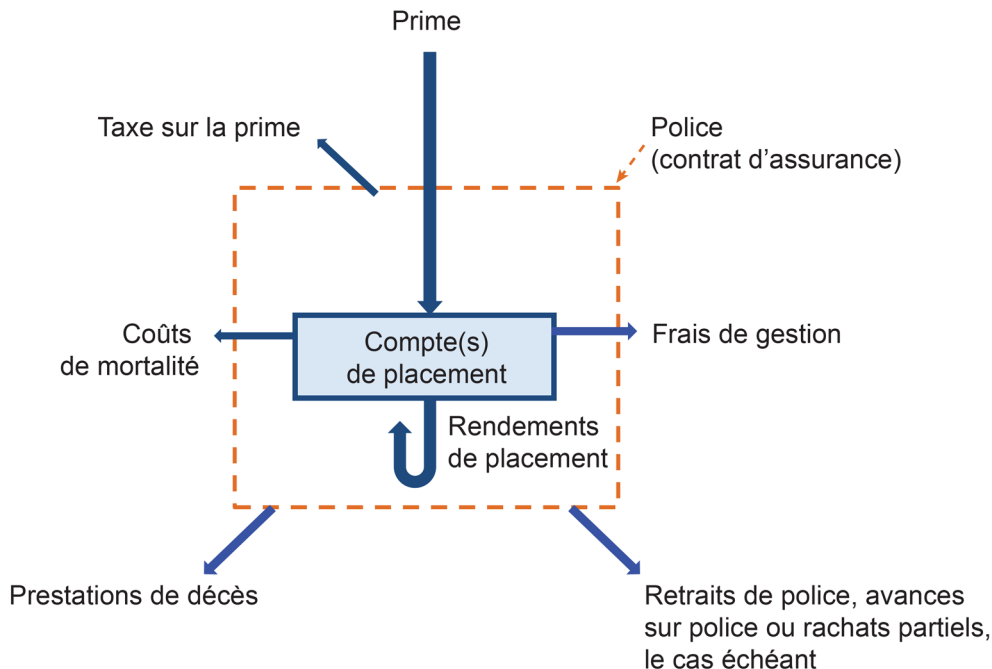 Prime
Taxe sur la prime
Police
(contrat d’assurance)
Coûts
de mortalité
Compte(s)
de placement
Frais de gestion
Rendements
de placement
Prestations de décès
Retraits de police, avances
sur police ou rachats partiels,
le cas échéant